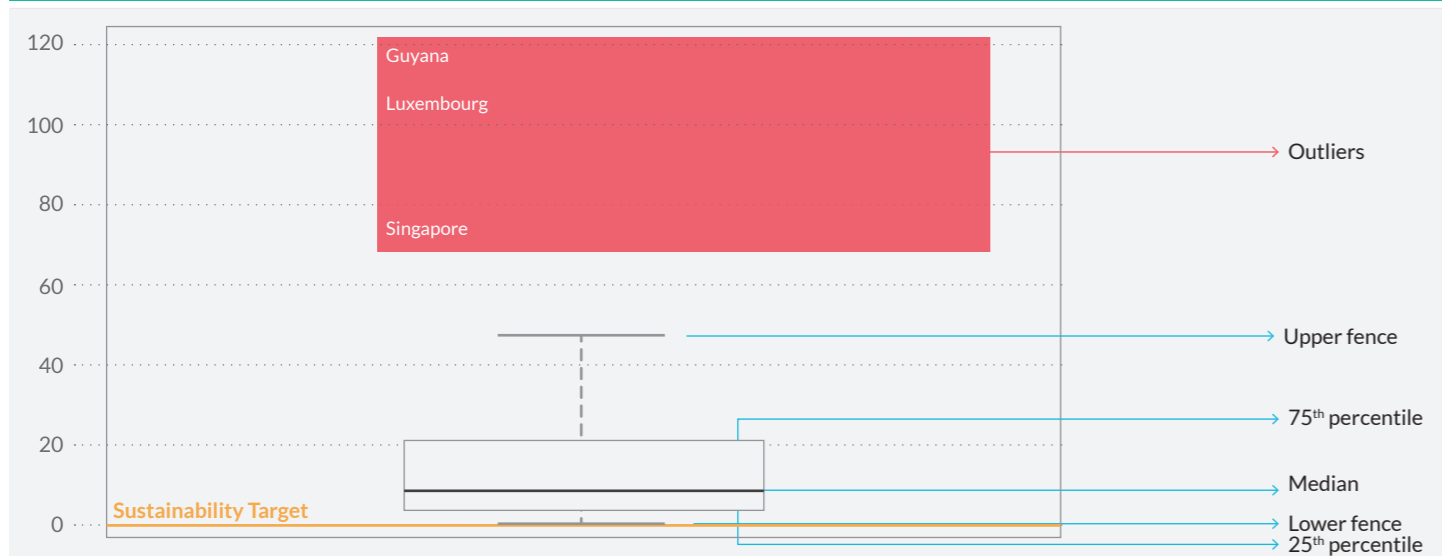 120
Guyana
Luxembourg
100
Outliers
80
Singapore
60
Upper fence
40
75th percentile
20
Median
Sustainability Target
0
Lower fence
25th percentile